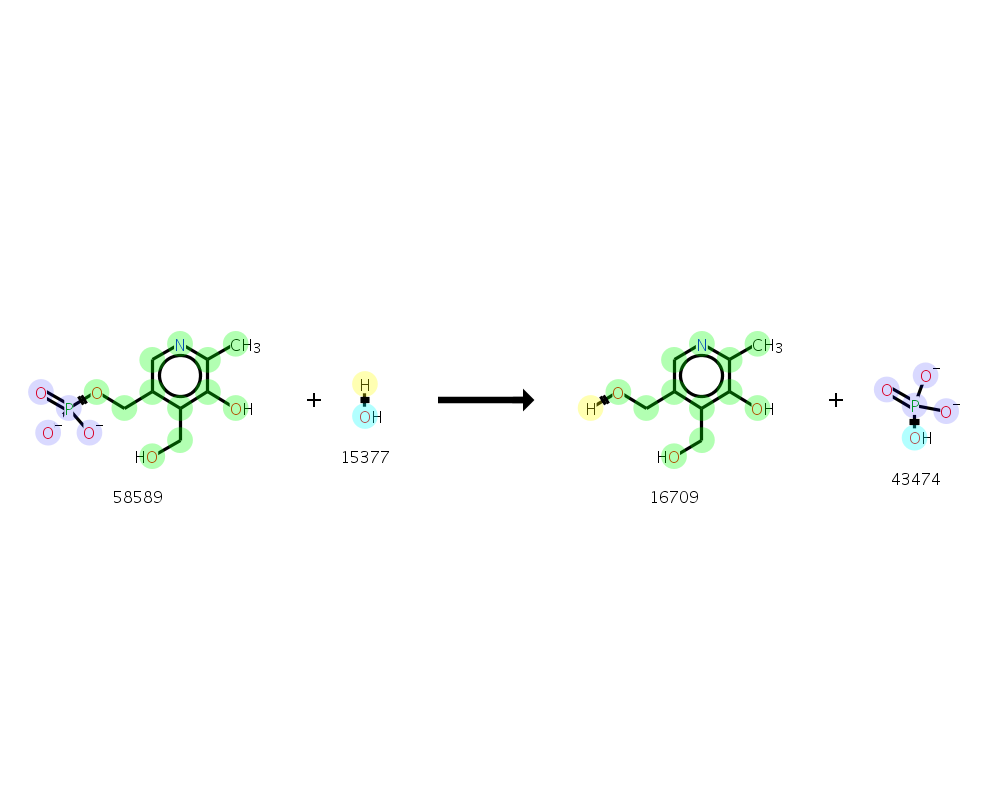 N CH3 O P O OH O− O− HO
58589
+
H OH
15377
N CH3 H O OH HO
16709
+
O− O P O− OH
43474